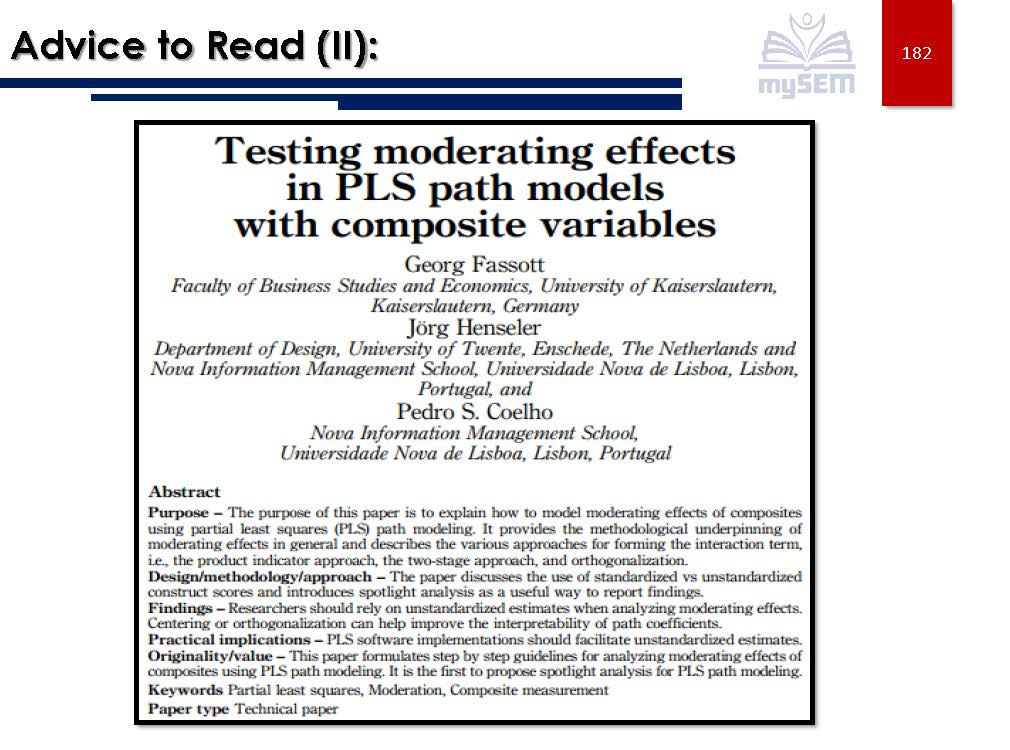 Advice to Read (II):
mySEM
182
Testing moderating effects
in PLS path models
with composite variables
Georg Fassott
Faculty of Business Studies and Economics, University of Kaiserslautern,
Kaiserslautern, Germany
Jörg Henseler
Department of Design, University of Twente, Enschede, The Netherlands and
Nova Information Management School, Universidade Nova de Lisboa, Lisbon,
Portugal, and
Pedro S. Coelho
Nova Information Management School,
Universidade Nova de Lisboa, Lisbon, Portugal
Abstract
Purpose – The purpose of this paper is to explain how to model moderating effects of composites
using partial least squares (PLS) path modeling. It provides the methodological underpinning of
moderating effects in general and describes the various approaches for forming the interaction term,
i.e., the product indicator approach, the two-stage approach, and orthogonalization.
Design/methodology/approach – The paper discusses the use of standardized vs unstandardized
construct scores and introduces spotlight analysis as a useful way to report findings.
Findings – Researchers should rely on unstandardized estimates when analyzing moderating effects.
Centering or orthogonalization can help improve the interpretability of path coefficients.
Practical implications – PLS software implementations should facilitate unstandardized estimates.
Originality/value – This paper formulates step by step guidelines for analyzing moderating effects of
composites using PLS path modeling. It is the first to propose spotlight analysis for PLS path modeling.
Keywords Partial least squares, Moderation, Composite measurement
Paper type Technical paper